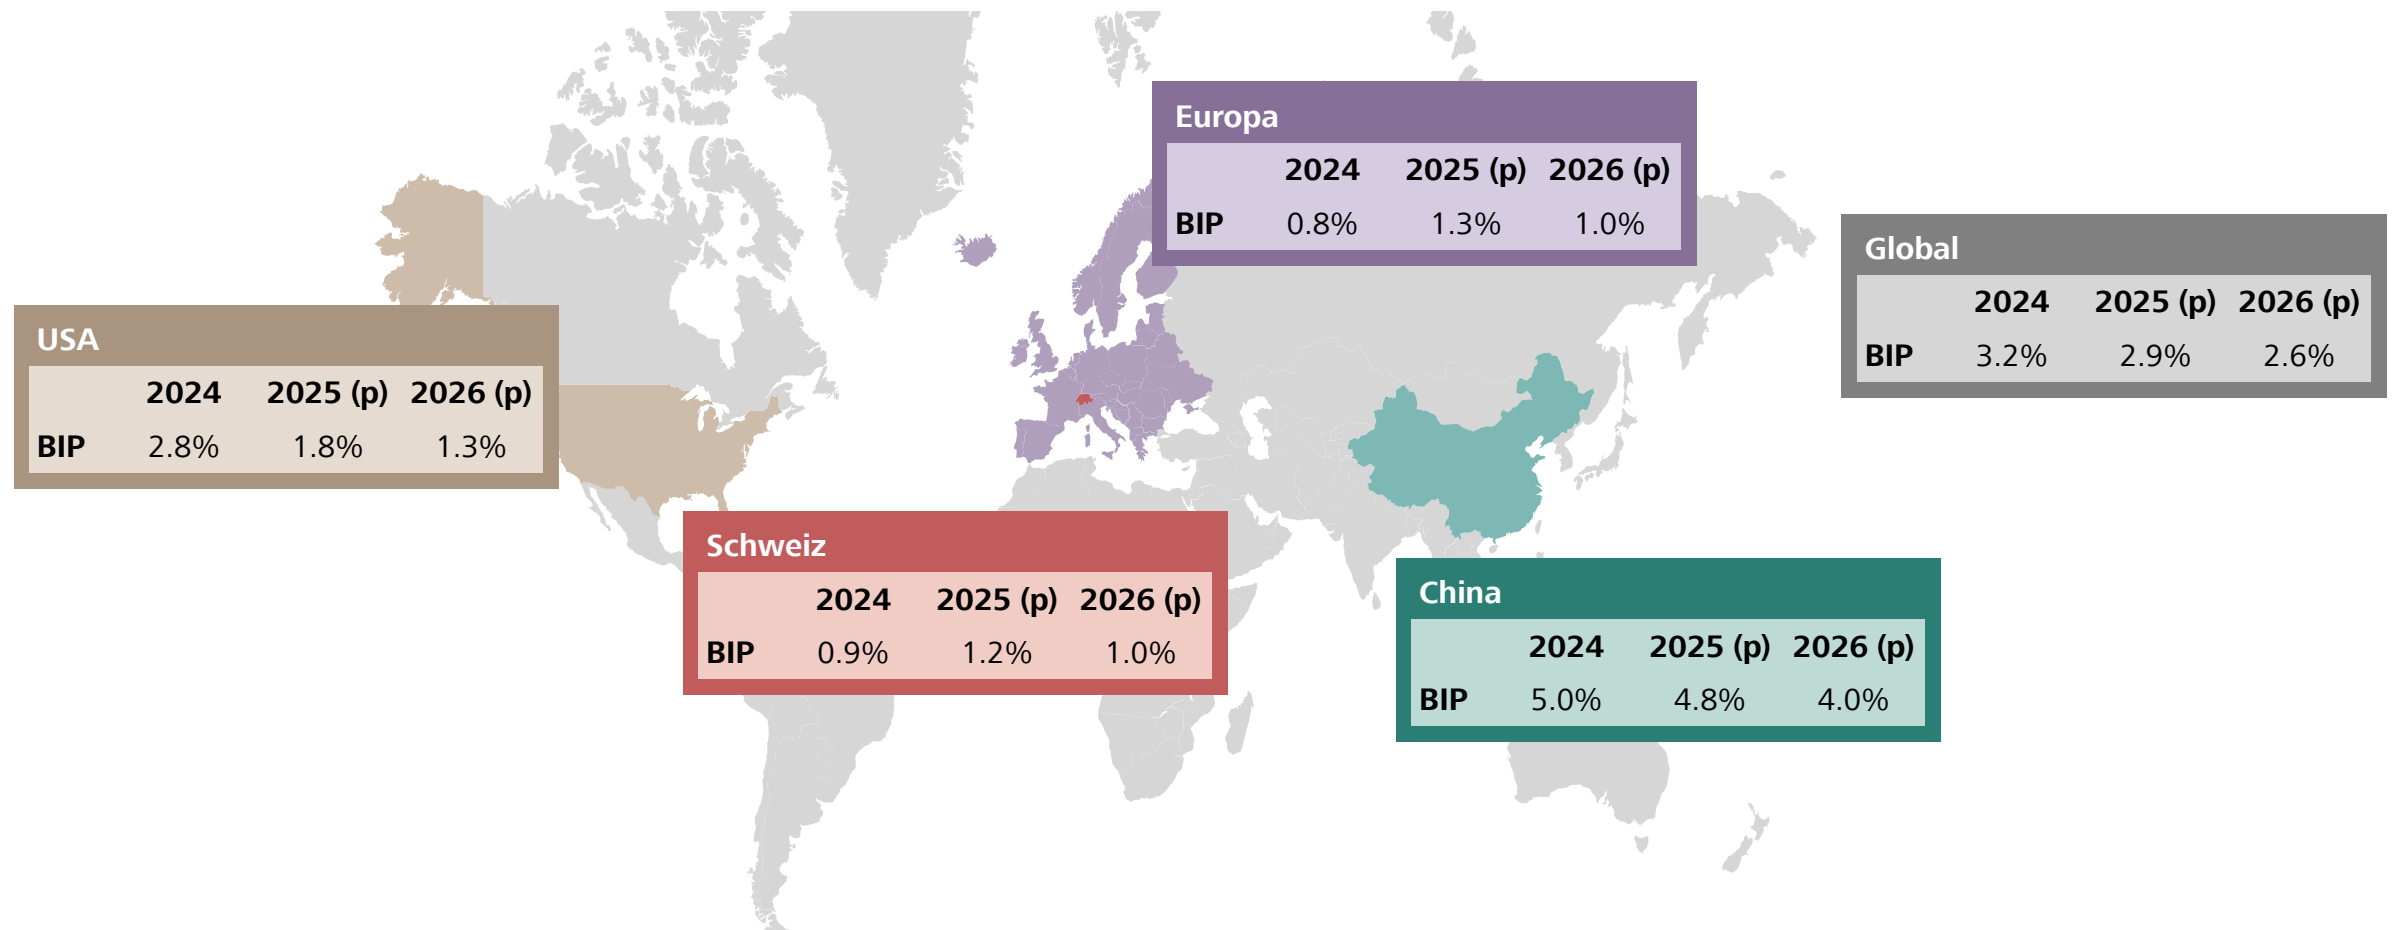 Europa
2024 2025 (p) 2026 (p)
BIP 0.8% 1.3% 1.0%
Global
2024 2025 (p) 2026 (p)
BIP 3.2% 2.9% 2.6%
USA
2024 2025 (p) 2026 (p)
BIP 2.8% 1.8% 1.3%
Schweiz
2024 2025 (p) 2026 (p)
BIP 0.9% 1.2% 1.0%
China
2024 2025 (p) 2026 (p)
BIP 5.0% 4.8% 4.0%